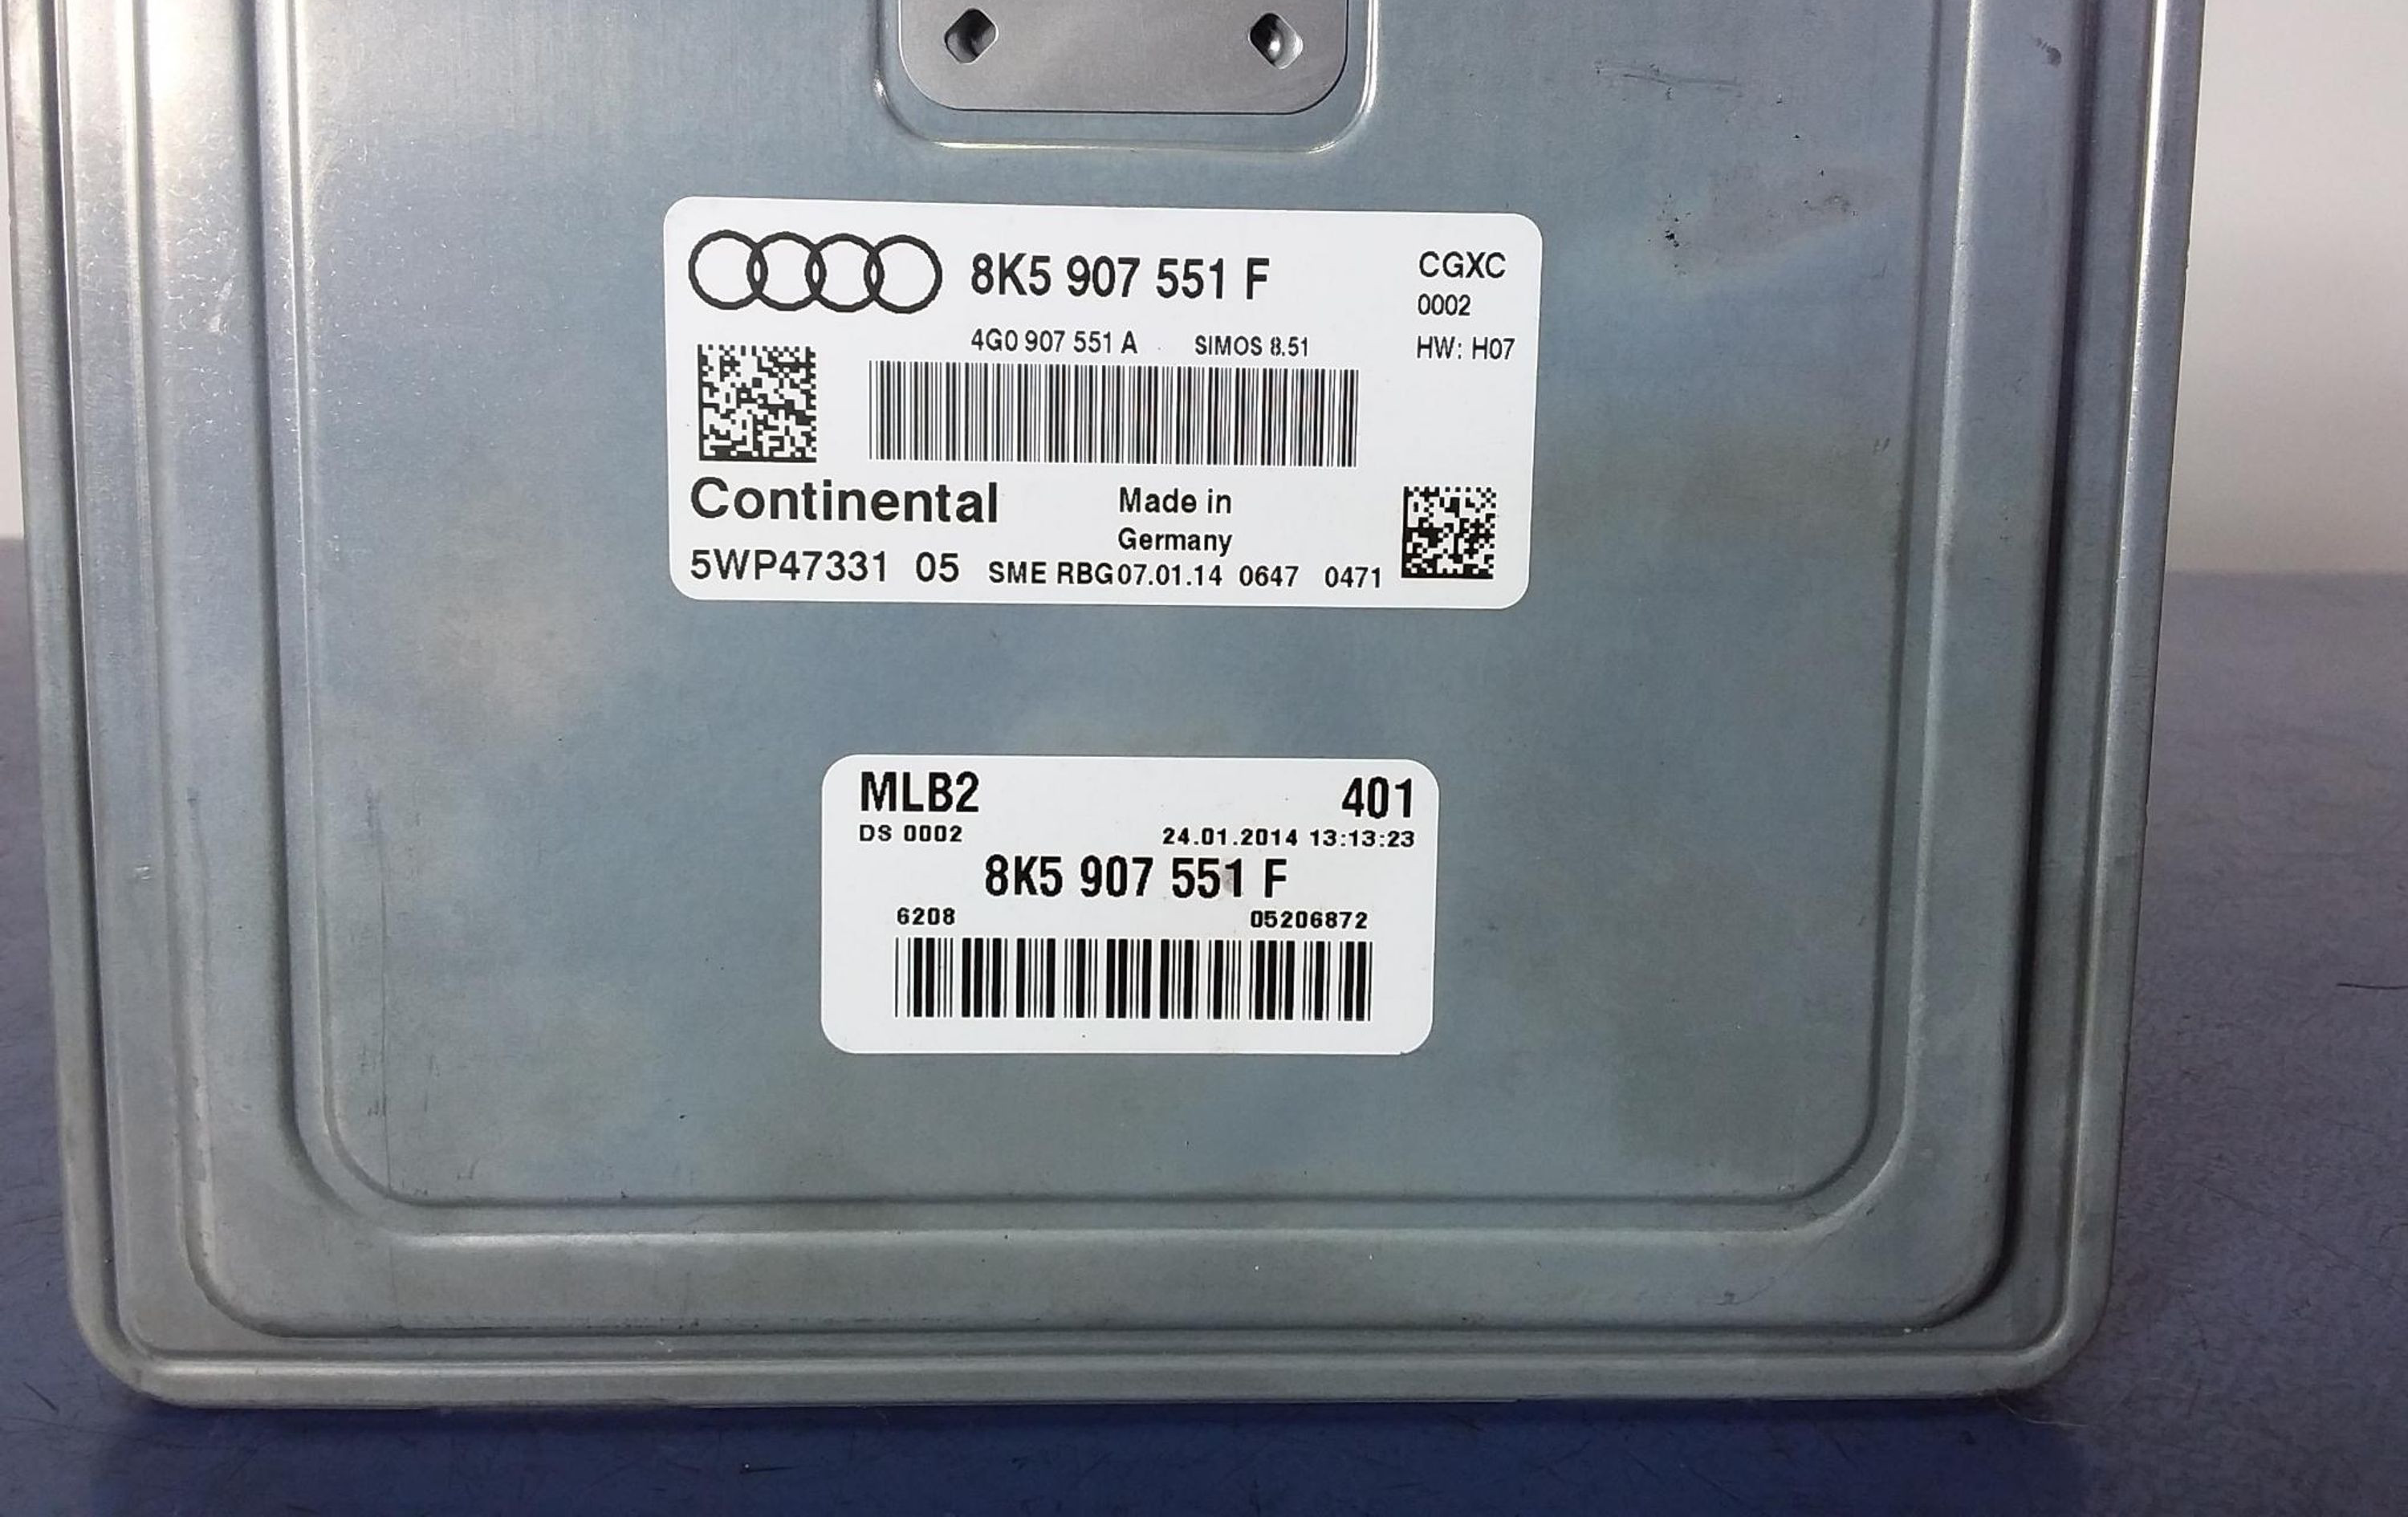 8K5 907 551 F
CGXC
0002
4G0 907 551 A SIMOS 8.51
HW: H07
Continental
Made in
Germany
5WP47331 05 SME RBG07.01.14 0647 0471
MLB2 401
DS 0002 24.01.2014 13:13:23
8K5 907 551 F
6208 05206872